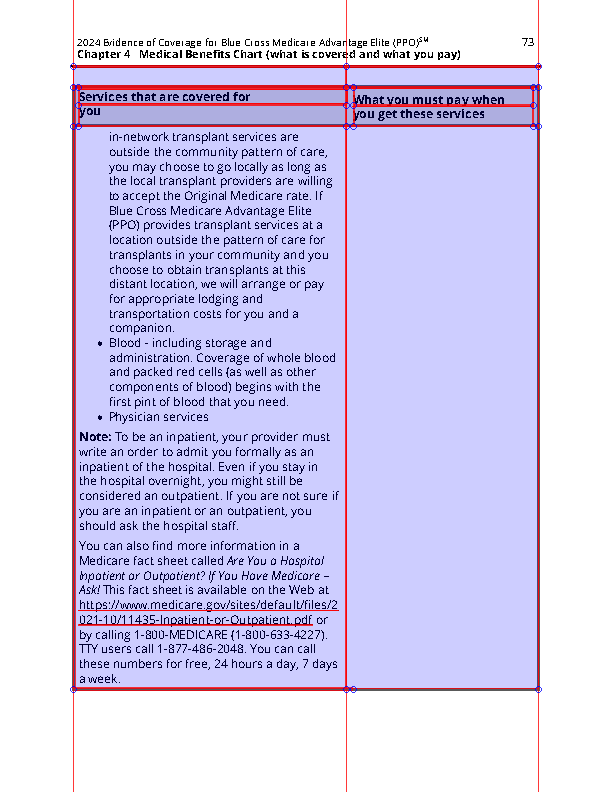 2024 Evidence of Coverage for Blue Cross Medicare Advantage Elite (PPO)SM 73
Chapter 4 Medical Benefits Chart (what is covered and what you pay)
Services that are covered for
you
What you must pay when
you get these services
in-network transplant services are
outside the community pattern of care,
you may choose to go locally as long as
the local transplant providers are willing
to accept the Original Medicare rate. If
Blue Cross Medicare Advantage Elite
(PPO) provides transplant services at a
location outside the pattern of care for
transplants in your community and you
choose to obtain transplants at this
distant location, we will arrange or pay
for appropriate lodging and
transportation costs for you and a
companion.
• Blood - including storage and
administration. Coverage of whole blood
and packed red cells (as well as other
components of blood) begins with the
first pint of blood that you need.
• Physician services
Note: To be an inpatient, your provider must
write an order to admit you formally as an
inpatient of the hospital. Even if you stay in
the hospital overnight, you might still be
considered an outpatient. If you are not sure if
you are an inpatient or an outpatient, you
should ask the hospital staff.
You can also find more information in a
Medicare fact sheet called Are You a Hospital
Inpatient or Outpatient? If You Have Medicare –
Ask! This fact sheet is available on the Web at
https://www.medicare.gov/sites/default/files/2
021-10/11435-Inpatient-or-Outpatient.pdf or
by calling 1-800-MEDICARE (1-800-633-4227).
TTY users call 1-877-486-2048. You can call
these numbers for free, 24 hours a day, 7 days
a week.